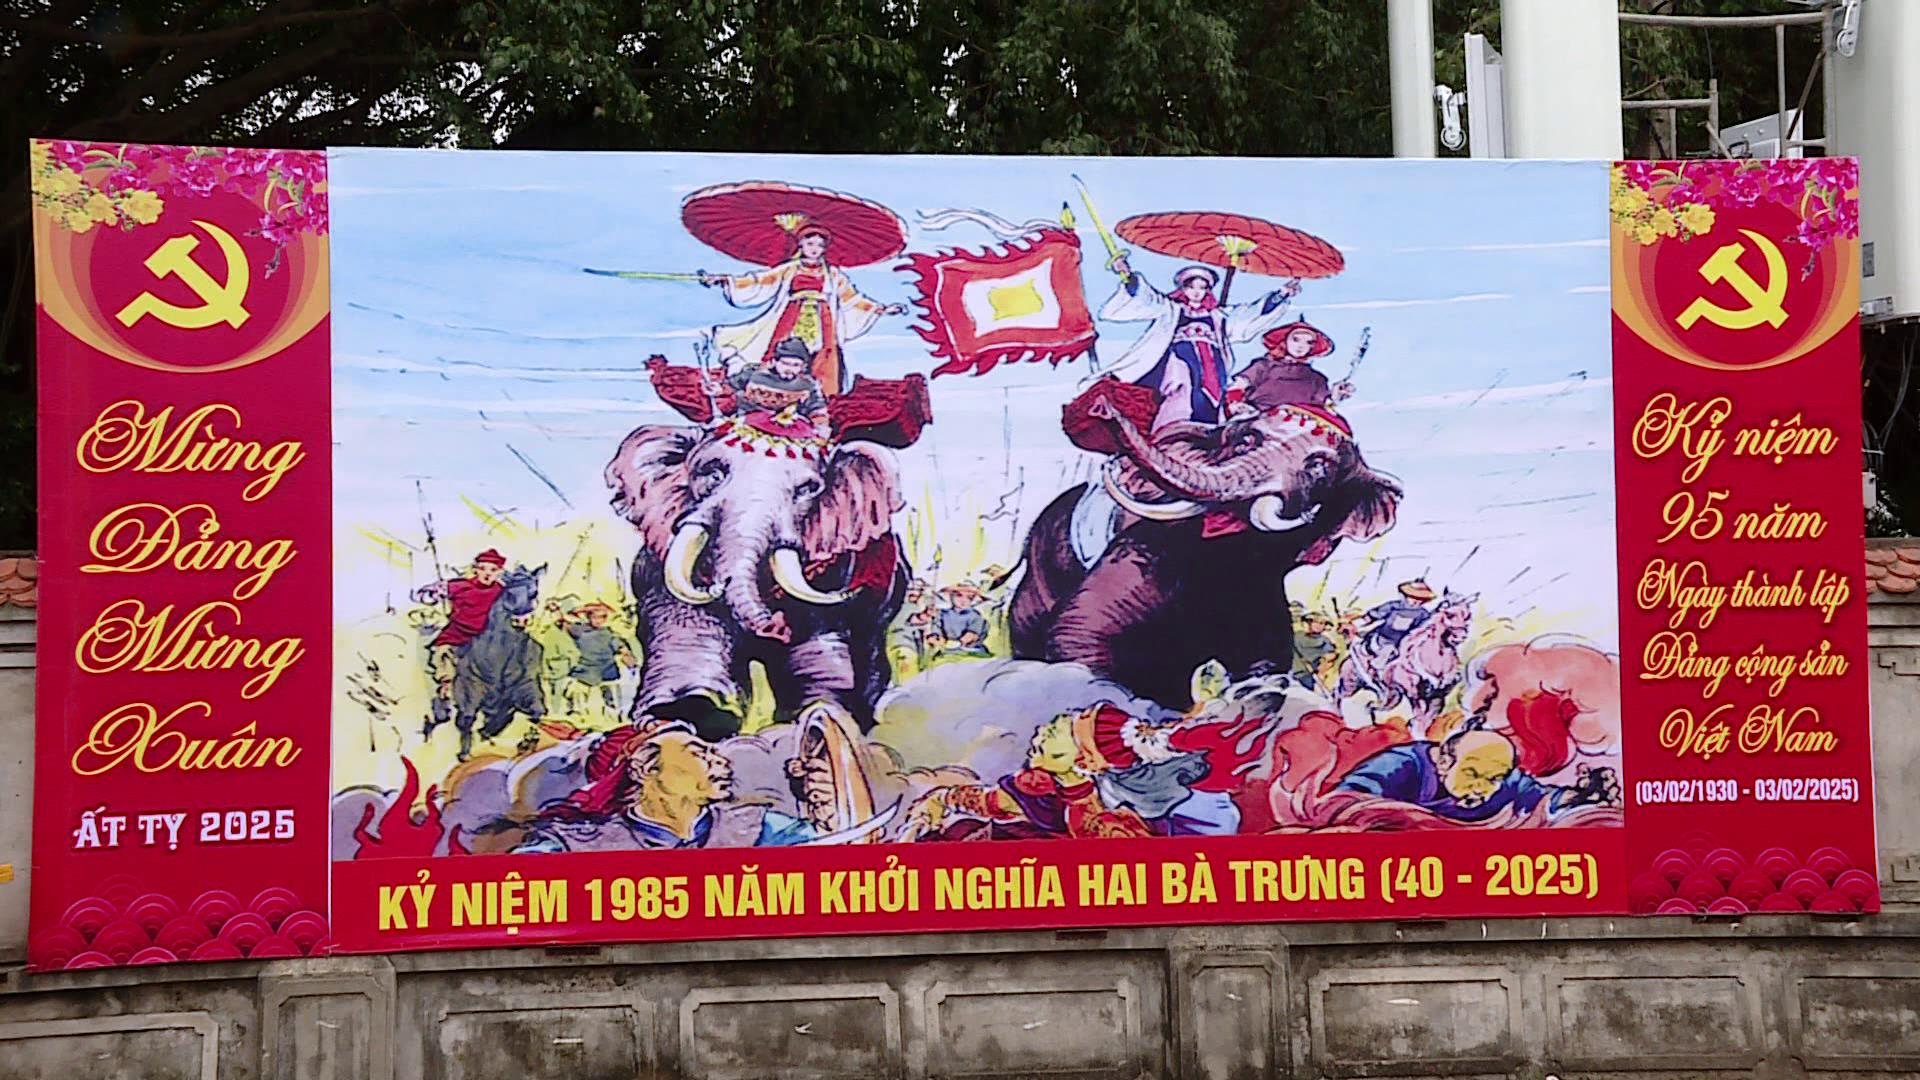 Mừng
Đảng
Mừng
Xuân
ẤT TỴ 2025
KỶ NIỆM 1985 NĂM KHỞI NGHĨA HAI BÀ TRƯNG (40 - 2025)
Kỷ niệm
95 năm
Ngày thành lập
Đảng cộng sản
Việt Nam
(03/02/1930 - 03/02/2025)